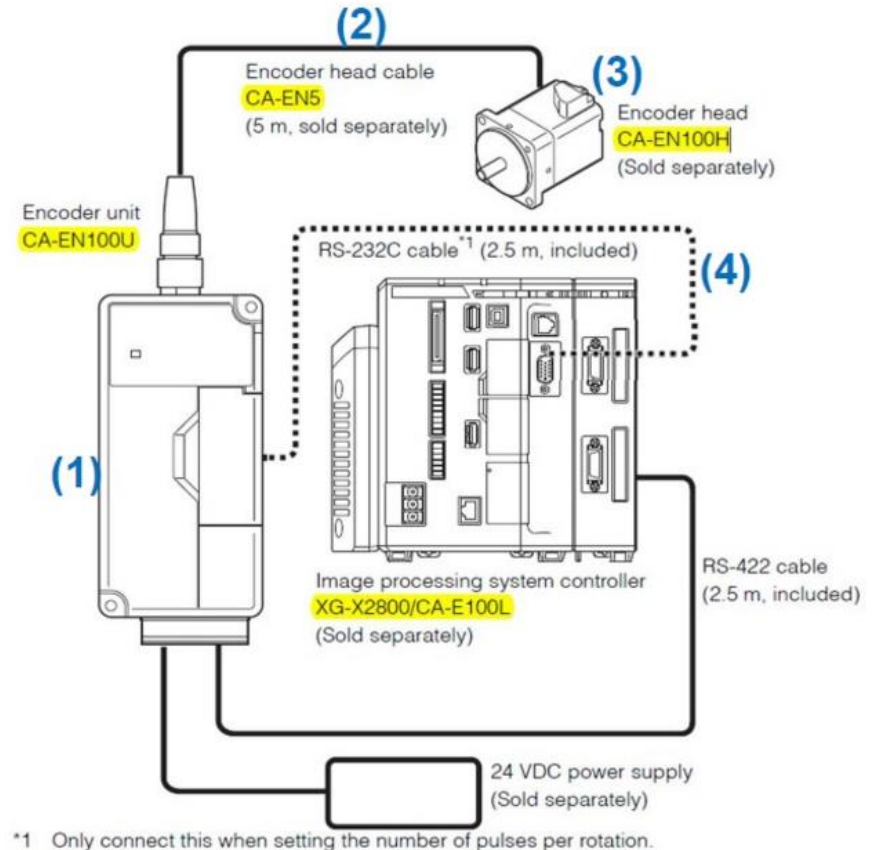 (2)
Encoder head cable
CA-EN5
(5 m, sold separately)
(3)
Encoder head
CA-EN100H
(Sold separately)
Encoder unit
CA-EN100U
RS-232C cable*1 (2.5 m, included)
(4)
(1)
Image processing system controller
XG-X2800/CA-E100L
(Sold separately)
RS-422 cable
(2.5 m, included)
24 VDC power supply
(Sold separately)
*1 Only connect this when setting the number of pulses per rotation.